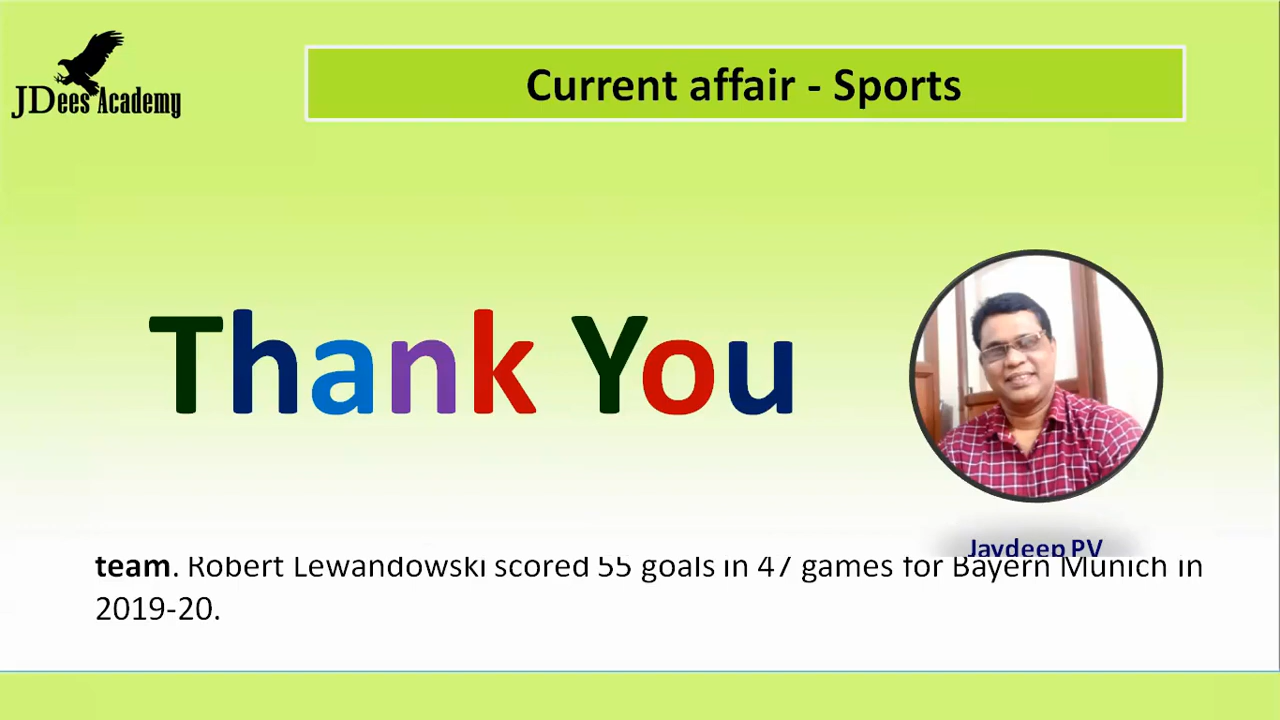 JDees Academy
Current affair - Sports
Thank You
Jaydeep PV
team. Robert Lewandowski scored 55 goals in 47 games for Bayern Munich in
2019-20.